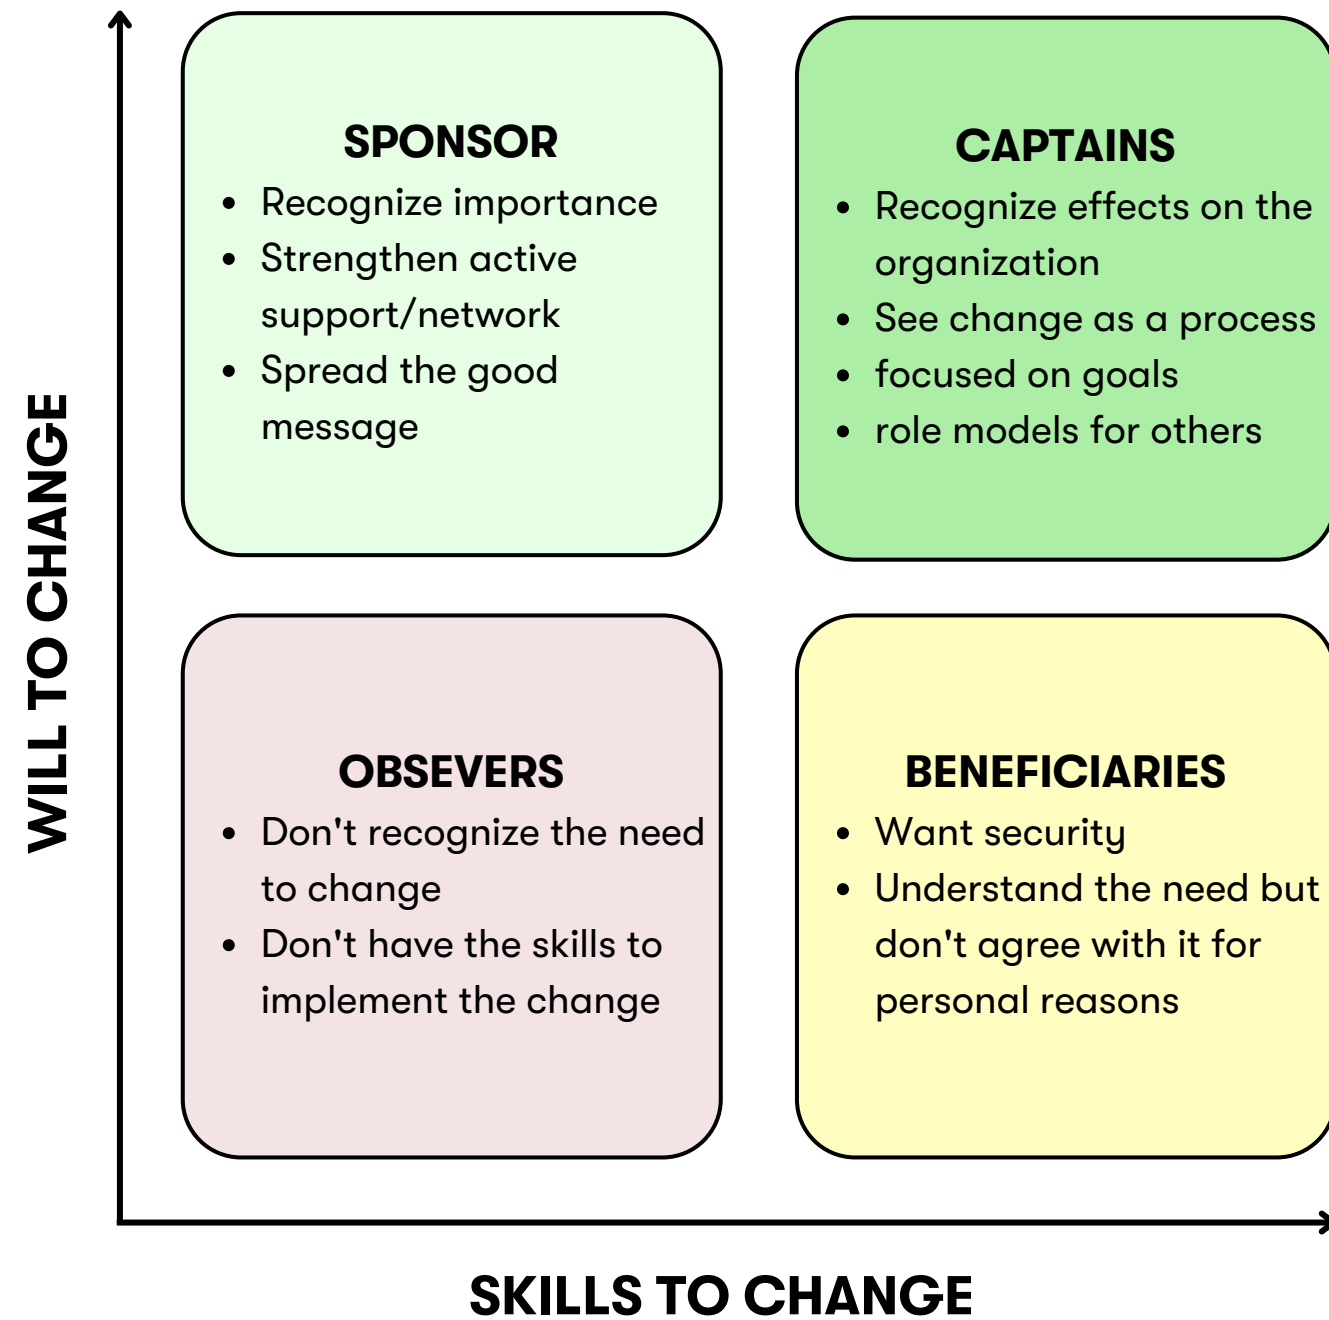 WILL TO CHANGE
SPONSOR
• Recognize importance
• Strengthen active
support/network
• Spread the good
message
CAPTAINS
• Recognize effects on the
organization
• See change as a process
• focused on goals
• role models for others
OBSEVERS
• Don't recognize the need
to change
• Don't have the skills to
implement the change
BENEFICIARIES
• Want security
• Understand the need but
don't agree with it for
personal reasons
SKILLS TO CHANGE